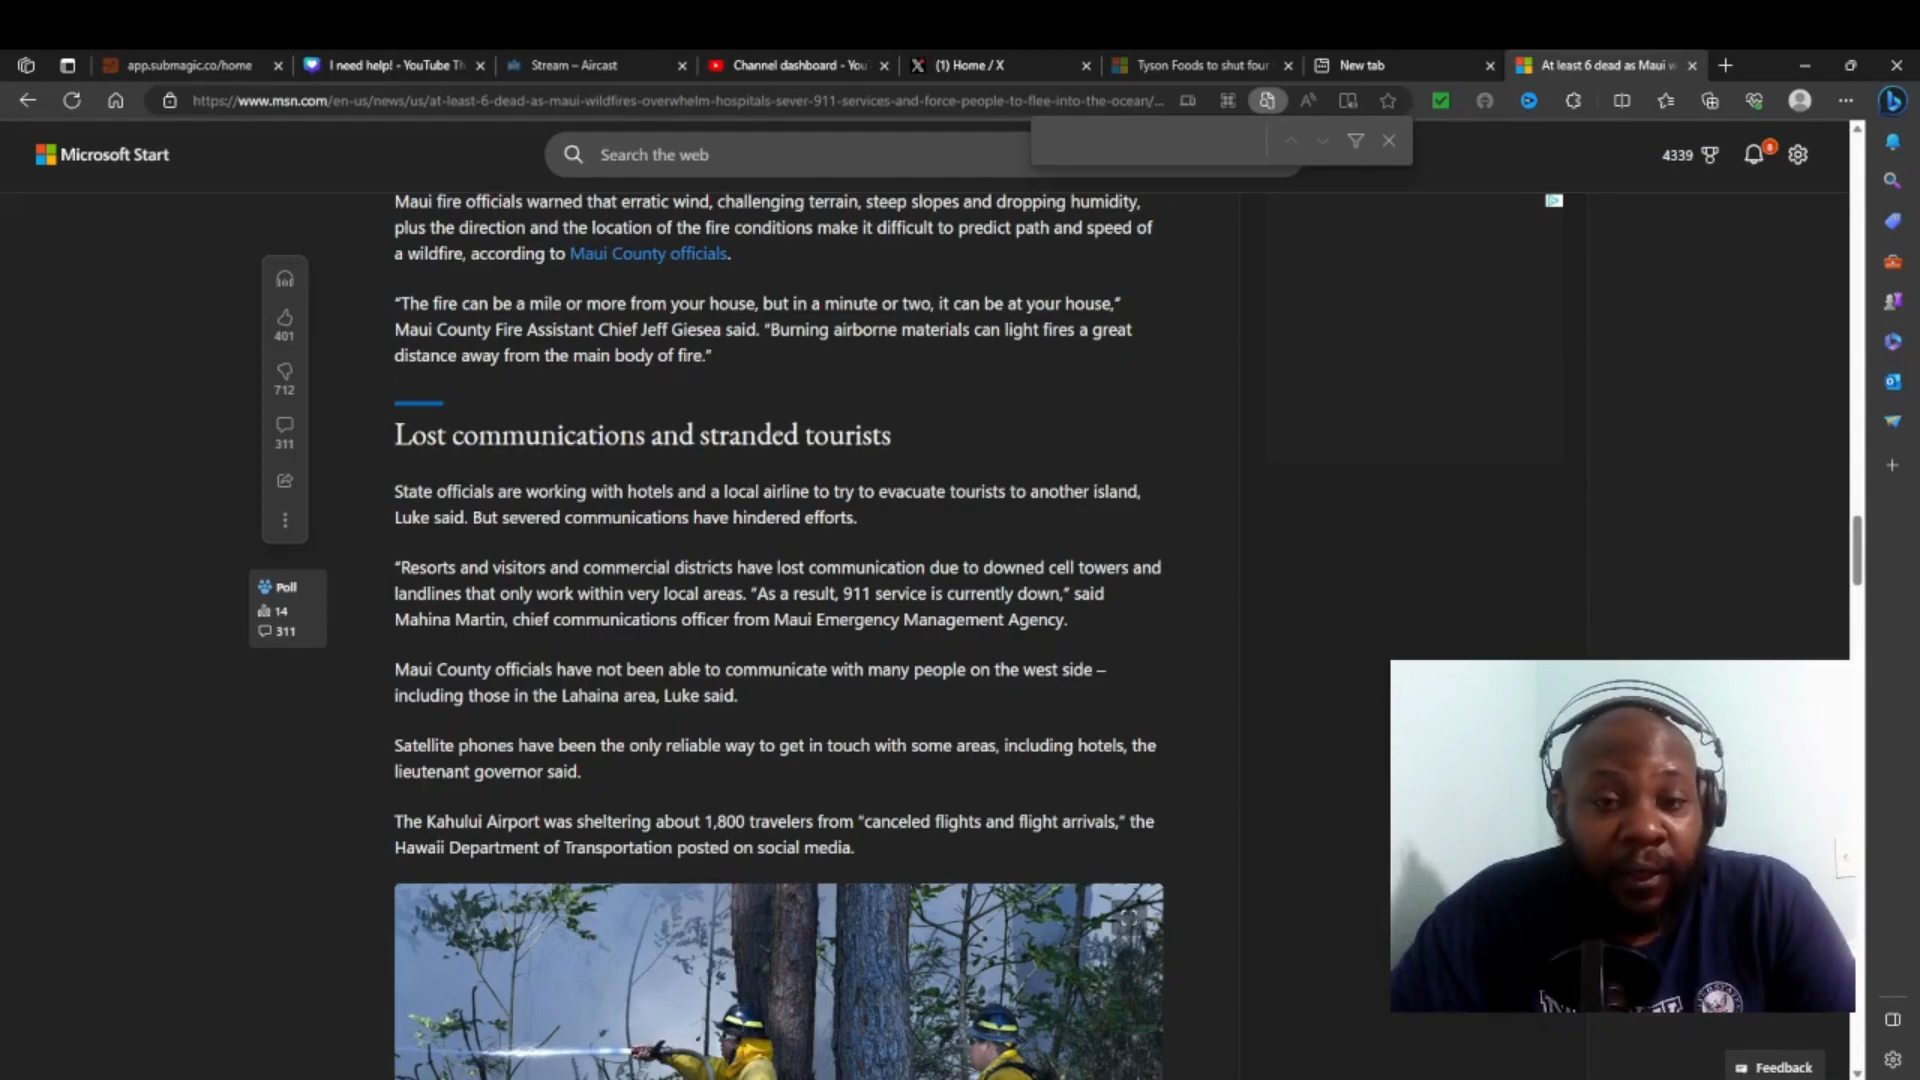 app.submagic.co/home
I need help! - YouTube Th
Stream – Aircast
Channel dashboard - You
(1) Home / X
Tyson Foods to shut four
New tab
At least 6 dead as Maui w
https://www.msn.com/en-us/news/us/at-least-6-dead-as-maui-wildfires-overwhelm-hospitals-sever-911-services-and-force-people-to-flee-into-the-ocean/...
Microsoft Start
Search the web
4339
8
Maui fire officials warned that erratic wind, challenging terrain, steep slopes and dropping humidity,
plus the direction and the location of the fire conditions make it difficult to predict path and speed of
a wildfire, according to Maui County officials.
“The fire can be a mile or more from your house, but in a minute or two, it can be at your house,”
Maui County Fire Assistant Chief Jeff Giesea said. “Burning airborne materials can light fires a great
distance away from the main body of fire.”
401
712
311
Lost communications and stranded tourists
State officials are working with hotels and a local airline to try to evacuate tourists to another island,
Luke said. But severed communications have hindered efforts.
“Resorts and visitors and commercial districts have lost communication due to downed cell towers and
landlines that only work within very local areas. “As a result, 911 service is currently down,” said
Mahina Martin, chief communications officer from Maui Emergency Management Agency.
Poll
14
311
Maui County officials have not been able to communicate with many people on the west side –
including those in the Lahaina area, Luke said.
Satellite phones have been the only reliable way to get in touch with some areas, including hotels, the
lieutenant governor said.
The Kahului Airport was sheltering about 1,800 travelers from “canceled flights and flight arrivals,” the
Hawaii Department of Transportation posted on social media.
Feedback